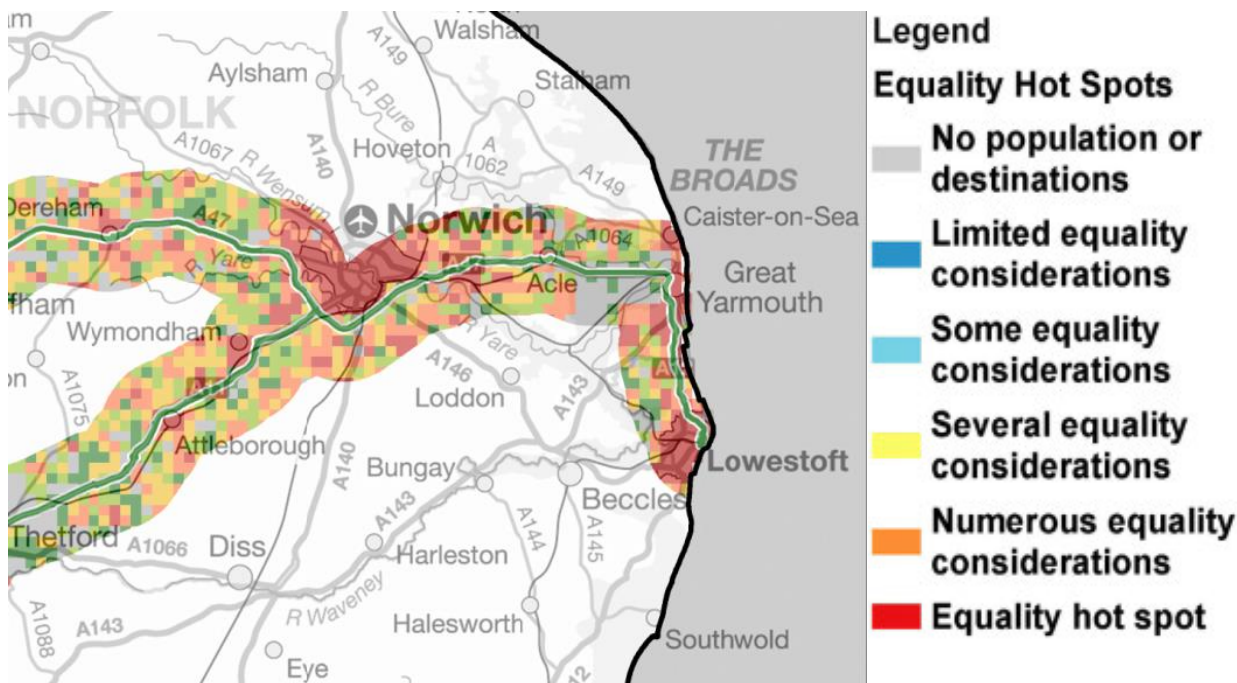 Walsham
A149
Aylsham
Stalham
NORFOLK
R Bure
A1067
R Wensum
A140
Hoveton
A
1062
THE
BROADS
A149
Dereham
A47
Norwich
Caister-on-Sea
A1064
Yare
Acle
Great
Yarmouth
Wymondham
R Yare
A146
A143
A1075
Loddon
Attleborough
A140
Bungay
Lowestoft
Beccles
Thetford
A1066
Diss
A143
Harleston
A144
A145
R Waveney
A1088
A143
Halesworth
Southwold
Eye
Legend
Equality Hot Spots
No population or
destinations
Limited equality
considerations
Some equality
considerations
Several equality
considerations
Numerous equality
considerations
Equality hot spot